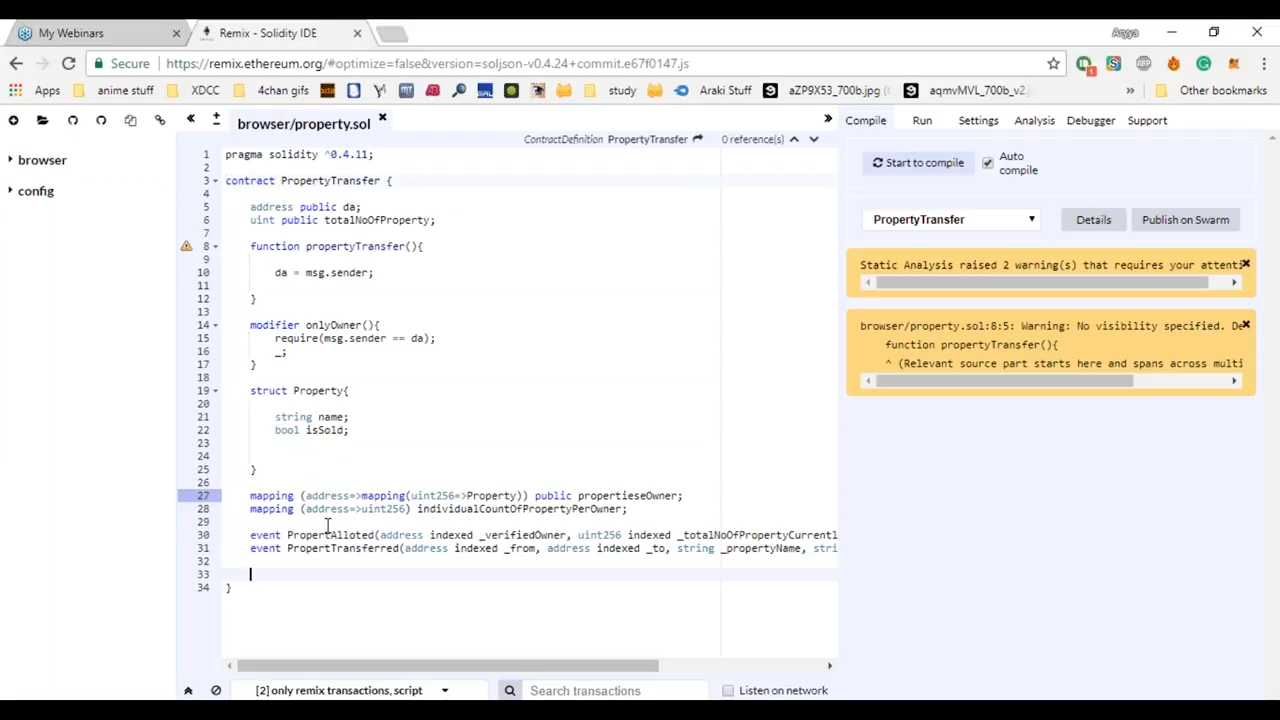 My Webinars
Remix - Solidity IDE
Arqya
Secure
https://remix.ethereum.org/#optimize=false&version=soljson-v0.4.24+commit.e67f0147.js
Apps
anime stuff
XDCC
4chan gifs
study
Araki Stuff
aZP9X53_700b.jpg (
aqmvMVL_700b_v2.j
Other bookmarks
browser/property.sol
browser
config
ContractDefinition PropertyTransfer
0 reference(s)
1 pragma solidity ^0.4.11;
2
3 contract PropertyTransfer {
4
5 address public da;
6 uint public totalNoOfProperty;
7
8 function propertyTransfer(){
9
10 da = msg.sender;
11
12 }
13
14 modifier onlyOwner(){
15 require(msg.sender == da);
16 _;
17 }
18
19 struct Property{
20
21 string name;
22 bool isSold;
23
24
25 }
26
27 mapping (address=>mapping(uint256=>Property)) public propertieseOwner;
28 mapping (address=>uint256) individualCountOfPropertyPerOwner;
29
30 event PropertAlloted(address indexed _verifiedOwner, uint256 indexed _totalNoOfPropertyCurrentl
31 event PropertTransferred(address indexed _from, address indexed _to, string _propertyName, stri
32
33
34 }
[2] only remix transactions, script
Search transactions
Listen on network
Compile
Run
Settings
Analysis
Debugger
Support
Start to compile
Auto
compile
PropertyTransfer
Details
Publish on Swarm
Static Analysis raised 2 warning(s) that requires your attenti
browser/property.sol:8:5: Warning: No visibility specified. De
function propertyTransfer(){
^ (Relevant source part starts here and spans across multi